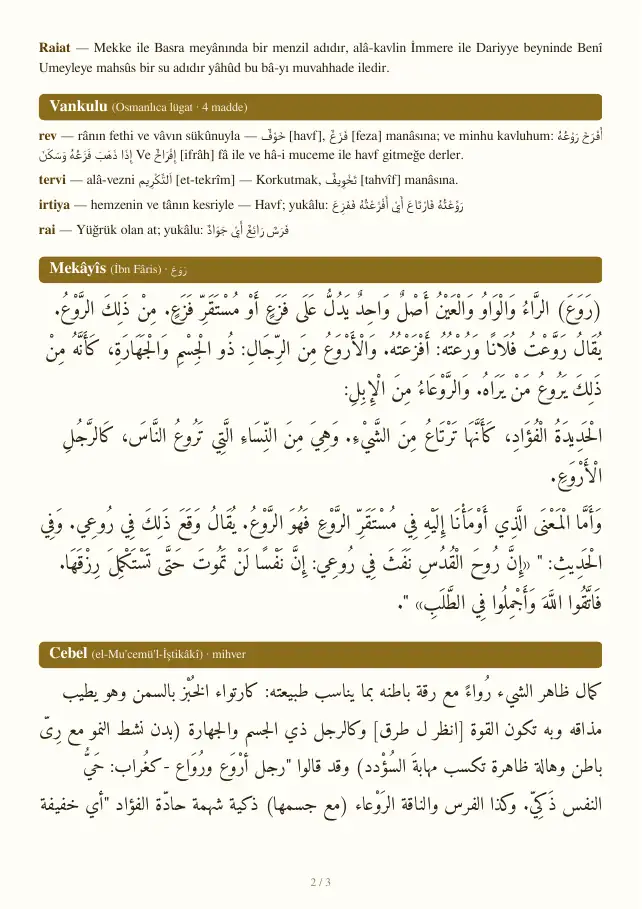 Raiat — Mekke ile Basra meyânında bir menzil adıdır, alâ-kavlin İmmere ile Dariyye beyninde Benî
Umeyleye mahsûs bir su adıdır yâhûd bu bâ-yı muvahhade iledir.
Vankulu (Osmanlıca lügat · 4 madde)
rev — rânın fethi ve vâvın sükûnuyla — خَوْفٌ [havf], فَزَعٌ [feza] manâsına; ve minhu kavluhum: أَفْرَخَ رَوْعُهُ
إِذَا ذَهَبَ فَزَعُهُ وَسَكَنَ Ve إِفْرَاخٌ [ifrâh] fâ ile ve hâ-i muceme ile havf gitmeğe derler.
tervi — alâ-vezni اَلتَّكْرِيم [et-tekrîm] — Korkutmak, تَخْوِيفٌ [tahvîf] manâsına.
irtiya — hemzenin ve tânın kesriyle — Havf; yukâlu: رَوَّعْتُهُ فَارْتَاعَ أَيْ أَفْزَعْتُهُ فَفَزِعَ
rai — Yüğrük olan at; yukâlu: فَرَسٌ رَائِعٌ أَيْ جَوَادٌ
Mekâyîs (İbn Fâris) · رَوَعَ
(رَوَعَ) الرَّاءُ وَالْوَاوُ وَالْعَيْنُ أَصْلٌ وَاحِدٌ يَدُلُّ عَلَى فَزَعٍ أَوْ مُسْتَقَرِّ فَزَعٍ. مِنْ ذَلِكَ الرَّوْعُ.
يُقَالُ رَوَّعْتُ فُلَانًا وَرُعْتُهُ: أَفْزَعْتُهُ. وَالْأَرْوَعُ مِنَ الرِّجَالِ: ذُو الْجِسْمِ وَالْجَهَارَةِ، كَأَنَّهُ مِنْ
ذَلِكَ يَرُوعُ مَنْ يَرَاهُ. وَالرَّوْعَاءُ مِنَ الْإِبِلِ:
الْحَدِيدَةُ الْفُؤَادِ، كَأَنَّهَا تَرْتَاعُ مِنَ الشَّيْءِ. وَهِيَ مِنَ النِّسَاءِ الَّتِي تَرُوعُ النَّاسَ، كَالرَّجُلِ
الْأَرْوَعِ.
وَأَمَّا الْمَعْنَى الَّذِي أَوْمَأْنَا إِلَيْهِ فِي مُسْتَقَرِّ الرَّوْعِ فَهُوَ الرَّوْعُ. يُقَالُ وَقَعَ ذَلِكَ فِي رُوعِي. وَفِي
الْحَدِيثِ: " «إِنَّ رُوحَ الْقُدُسِ نَفَثَ فِي رُوعِي: إِنَّ نَفْسًا لَنْ تَمُوتَ حَتَّى تَسْتَكْمِلَ رِزْقَهَا.
فَاتَّقُوا اللَّهَ وَأَجْمِلُوا فِي الطَّلَبِ» ".
Cebel (el-Mu'cemü'l-İştikâkî) · mihver
كمال ظاهر الشيء رُواءً مع رقة باطنه بما يناسب طبيعته: كارتواء الخُبْز بالسمن وهو يطيب
مذاقه وبه تكون القوة [انظر ل طرق] وكالرجل ذي الجسم والجهارة (بدن نشط النمو مع رِىّ
باطن وهالة ظاهرة تكسب مهابةَ السُؤْدد) وقد قالوا "رجل أرْوَع ورُوَاع - كغُراب: حَيُّ
النفس ذَكِيّ. وكذا الفرس والناقة الرَوْعاء (مع جسمها) ذكية شهمة حادّة الفؤاد "أي خفيفة
2 / 3